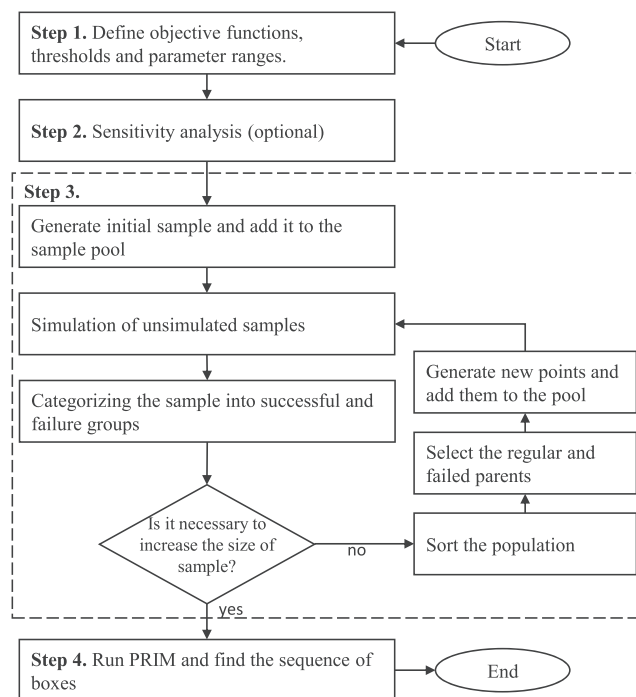 Step 1. Define objective functions,
thresholds and parameter ranges.
Start
Step 2. Sensitivity analysis (optional)
Step 3.
Generate initial sample and add it to the
sample pool
Simulation of unsimulated samples
Generate new points and
add them to the pool
Categorizing the sample into successful and
failure groups
Select the regular and
failed parents
Is it necessary to
increase the size of
sample?
no
Sort the population
yes
Step 4. Run PRIM and find the sequence of
boxes
End